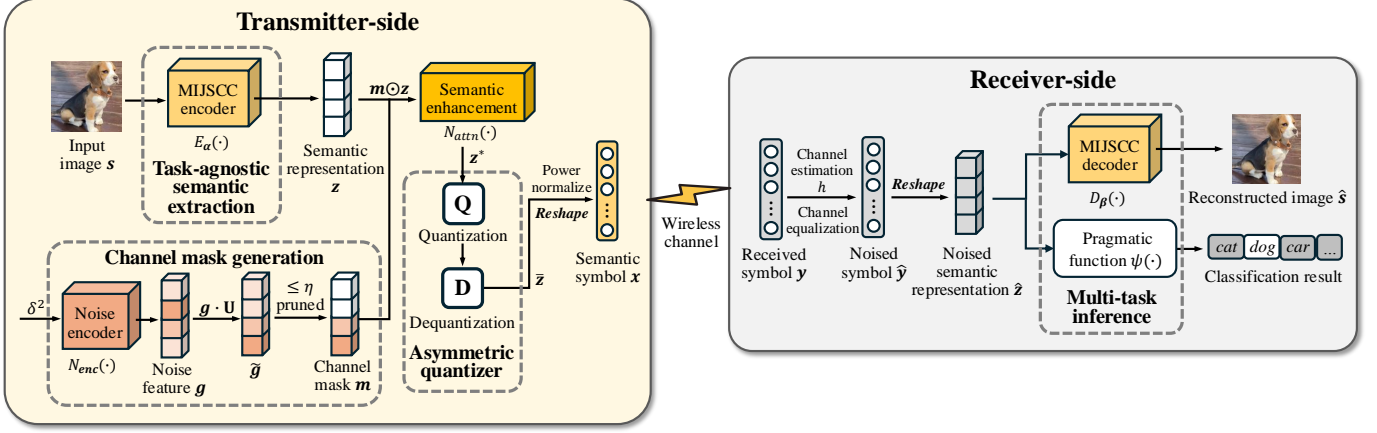 Transmitter-side
MIJSCC
encoder
E_α(·)
Input
image s
Task-agnostic
semantic
extraction
Semantic
representation
z
m⊙z
Semantic
enhancement
N_attn(·)
z*
Q
Quantization
D
Dequantization
Asymmetric
quantizer
z̄
Power
normalize
Reshape
Semantic
symbol x
Channel mask generation
δ²
Noise
encoder
N_enc(·)
Noise
feature g
g · U
g̃
≤ η
pruned
Channel
mask m
Wireless
channel
Receiver-side
Received
symbol y
Channel
estimation
h
Channel
equalization
Noised
symbol ŷ
Reshape
Noised
semantic
representation ẑ
MIJSCC
decoder
D_β(·)
Reconstructed image ŝ
Pragmatic
function ψ(·)
cat dog car ...
Classification result
Multi-task
inference